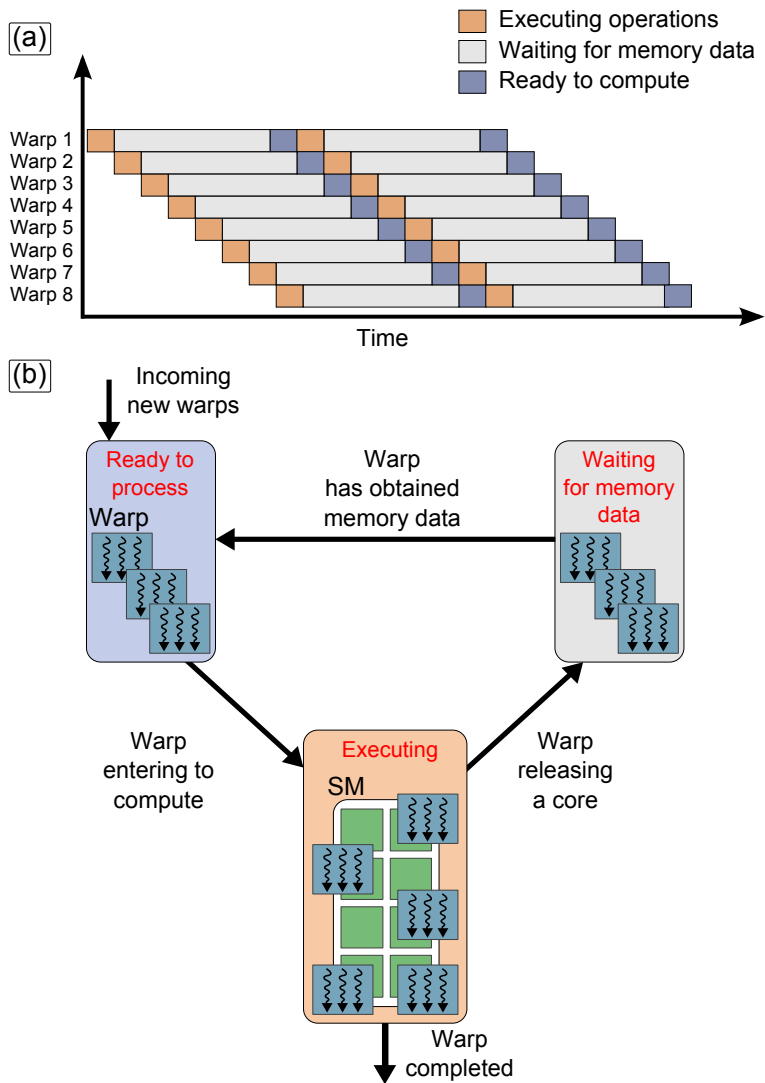 (a)
Executing operations
Waiting for memory data
Ready to compute
Warp 1
Warp 2
Warp 3
Warp 4
Warp 5
Warp 6
Warp 7
Warp 8
Time
(b)
Incoming
new warps
Ready to
process
Warp
Warp
has obtained
memory data
Waiting
for memory
data
Warp
entering to
compute
Executing
SM
Warp
releasing
a core
Warp
completed